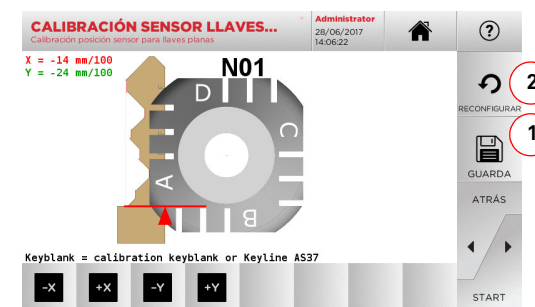 CALIBRACIÓN SENSOR LLAVES...
Calibración posición sensor para llaves planas
Administrator
28/06/2017
14:06:22
?
X = -14 mm/100
Y = -24 mm/100
N01
D
C
A
B
2
RECONFIGURAR
1
GUARDA
ATRÁS
START
Keyblank = calibration keyblank or Keyline AS37
-X +X -Y +Y